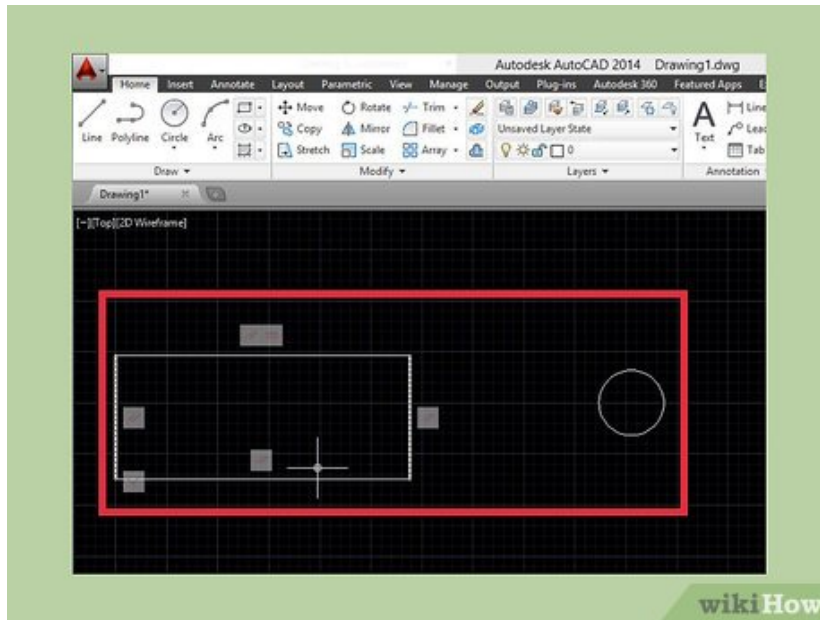 Autodesk AutoCAD 2014 Drawing1.dwg
Home Insert Annotate Layout Parametric View Manage Output Plug-ins Autodesk 360 Featured Apps
Line Polyline Circle Arc
Move Rotate Trim
Copy Mirror Fillet
Stretch Scale Array
Unsaved Layer State
0
Text
Line
Tab
Draw Modify Layers Annotation
Drawing1*
[−][Top][2D Wireframe]
wikiHow